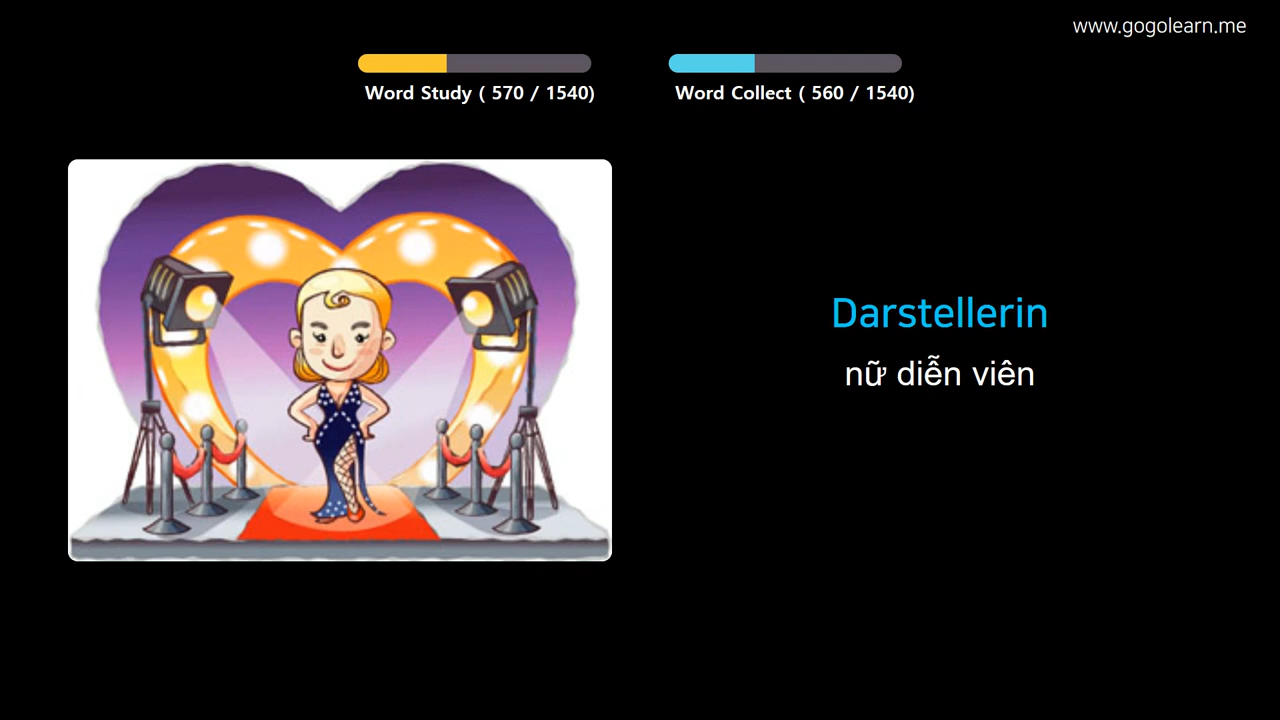 www.gogolearn.me
Word Study ( 570 / 1540)
Word Collect ( 560 / 1540)
Darstellerin
nữ diễn viên